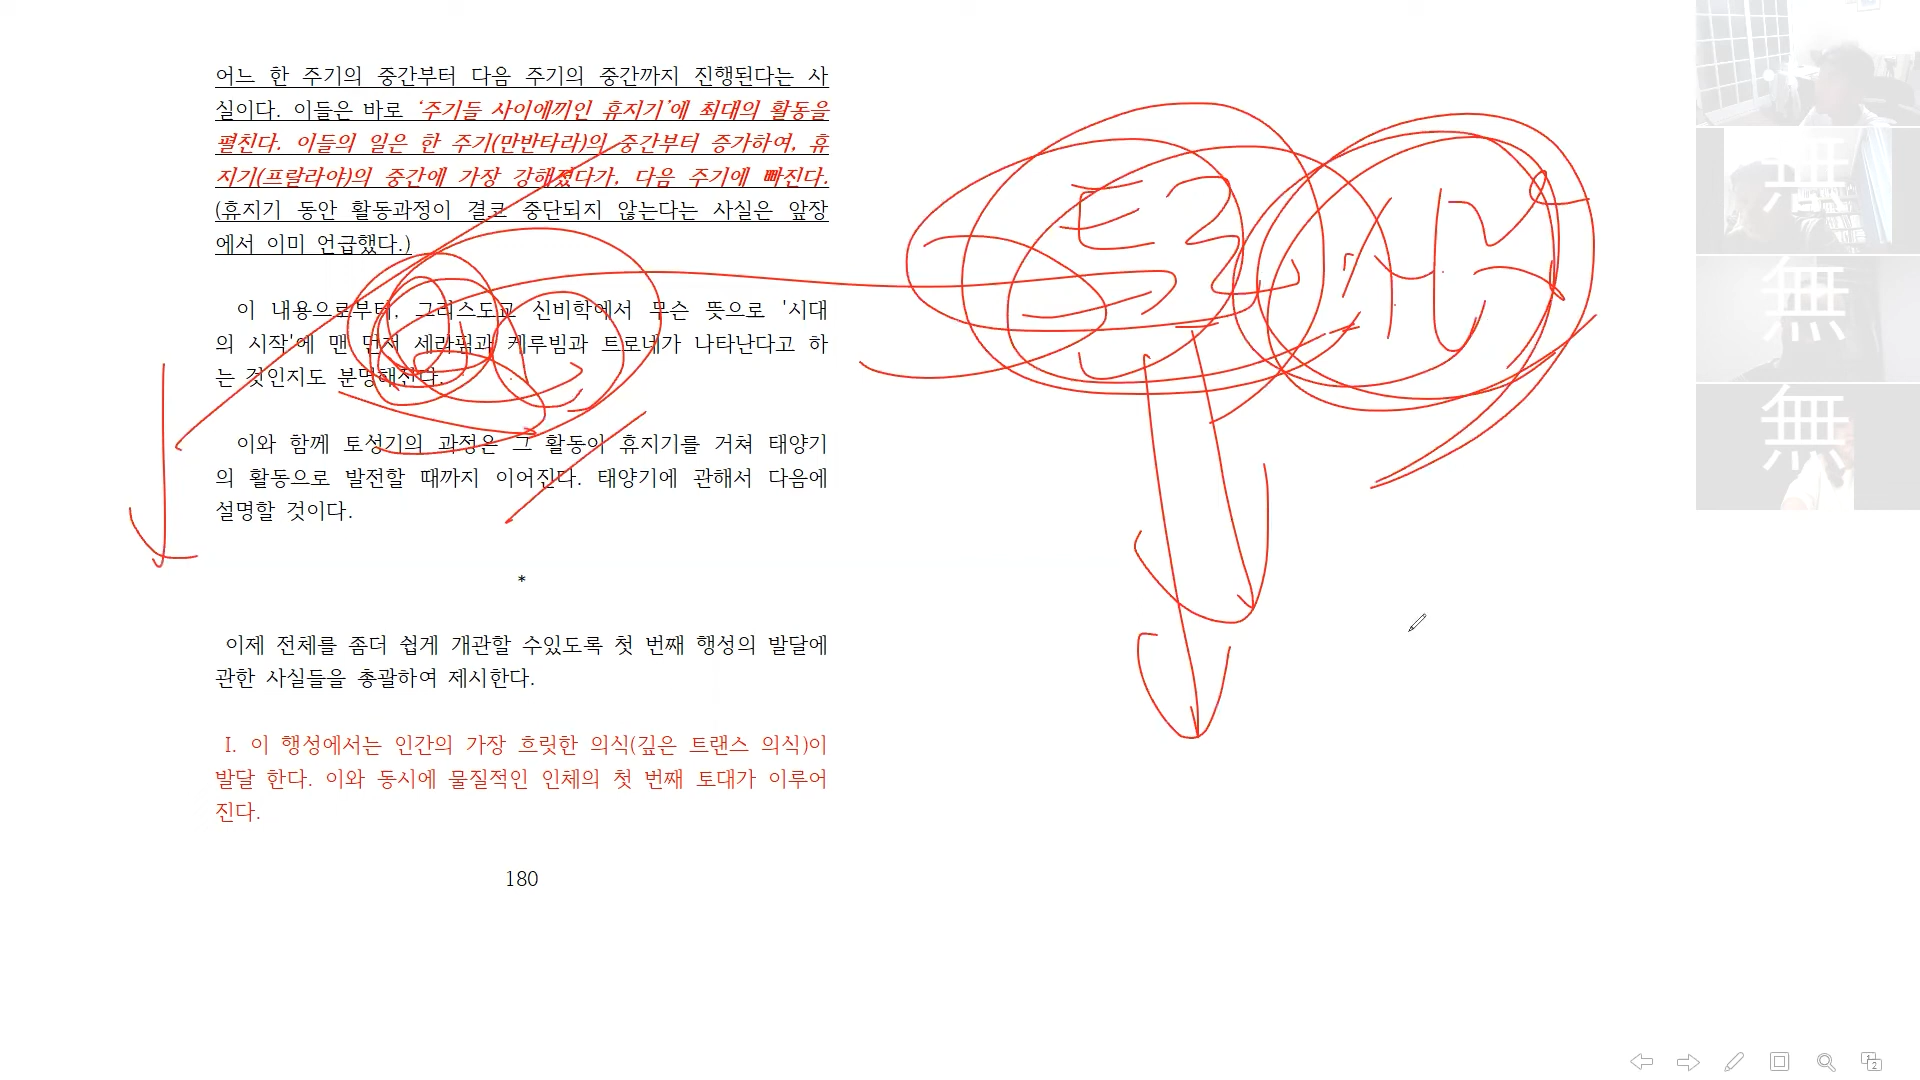 어느 한 주기의 중간부터 다음 주기의 중간까지 진행된다는 사
실이다. 이들은 바로 ‘주기들 사이에끼인 휴지기’에 최대의 활동을
펼친다. 이들의 일은 한 주기(만반타라)의 중간부터 증가하여, 휴
지기(프랄라야)의 중간에 가장 강해졌다가, 다음 주기에 빠진다.
(휴지기 동안 활동과정이 결코 중단되지 않는다는 사실은 앞장
에서 이미 언급했다.)
이 내용으로부터, 그리스도교 신비학에서 무슨 뜻으로 '시대
의 시작'에 맨 먼저 세라핌과 케루빔과 트로네가 나타난다고 하
는 것인지도 분명해진다.
이와 함께 토성기의 과정은 그 활동이 휴지기를 거쳐 태양기
의 활동으로 발전할 때까지 이어진다. 태양기에 관해서 다음에
설명할 것이다.
*
이제 전체를 좀더 쉽게 개관할 수있도록 첫 번째 행성의 발달에
관한 사실들을 총괄하여 제시한다.
I. 이 행성에서는 인간의 가장 흐릿한 의식(깊은 트랜스 의식)이
발달 한다. 이와 동시에 물질적인 인체의 첫 번째 토대가 이루어
진다.
180
無
無
無